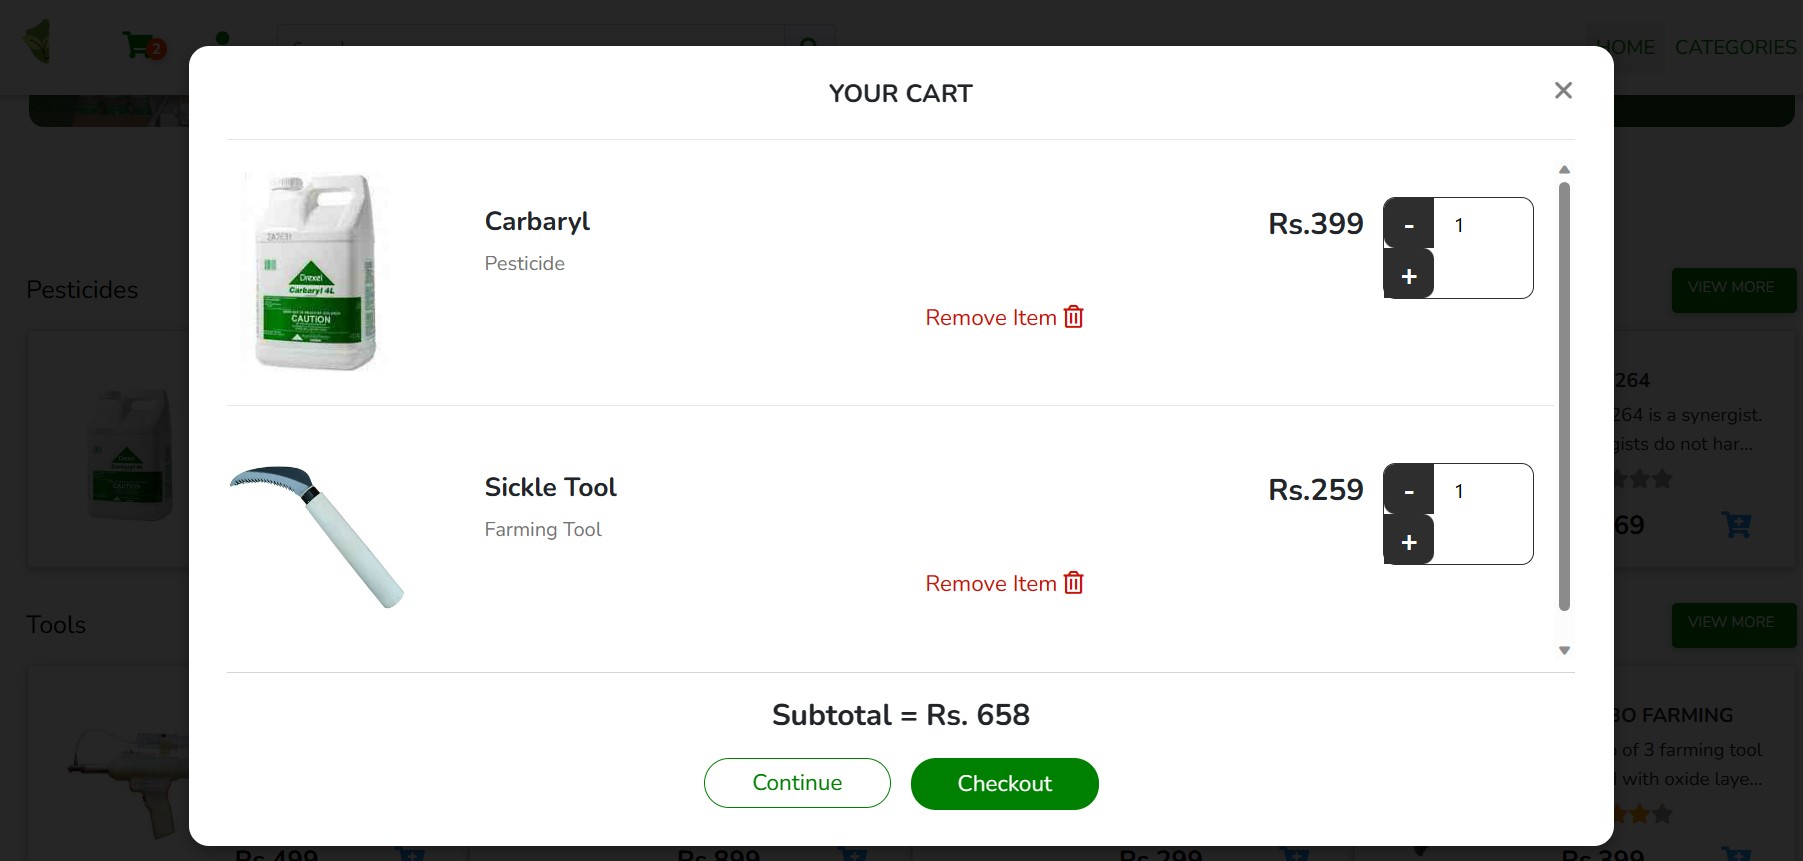 2
HOME CATEGORIES
YOUR CART
Carbaryl
Pesticide
Rs.399
-
1
+
Remove Item
Drexel
Carbaryl 4L
CAUTION
Sickle Tool
Farming Tool
Rs.259
-
1
+
Remove Item
Subtotal = Rs. 658
Continue
Checkout
Pesticides
VIEW MORE
264
264 is a synergist.
gists do not har...
69
Tools
VIEW MORE
BO FARMING
of 3 farming tool
with oxide laye...
Rs.499
Rs.899
Rs.299
Rs.399